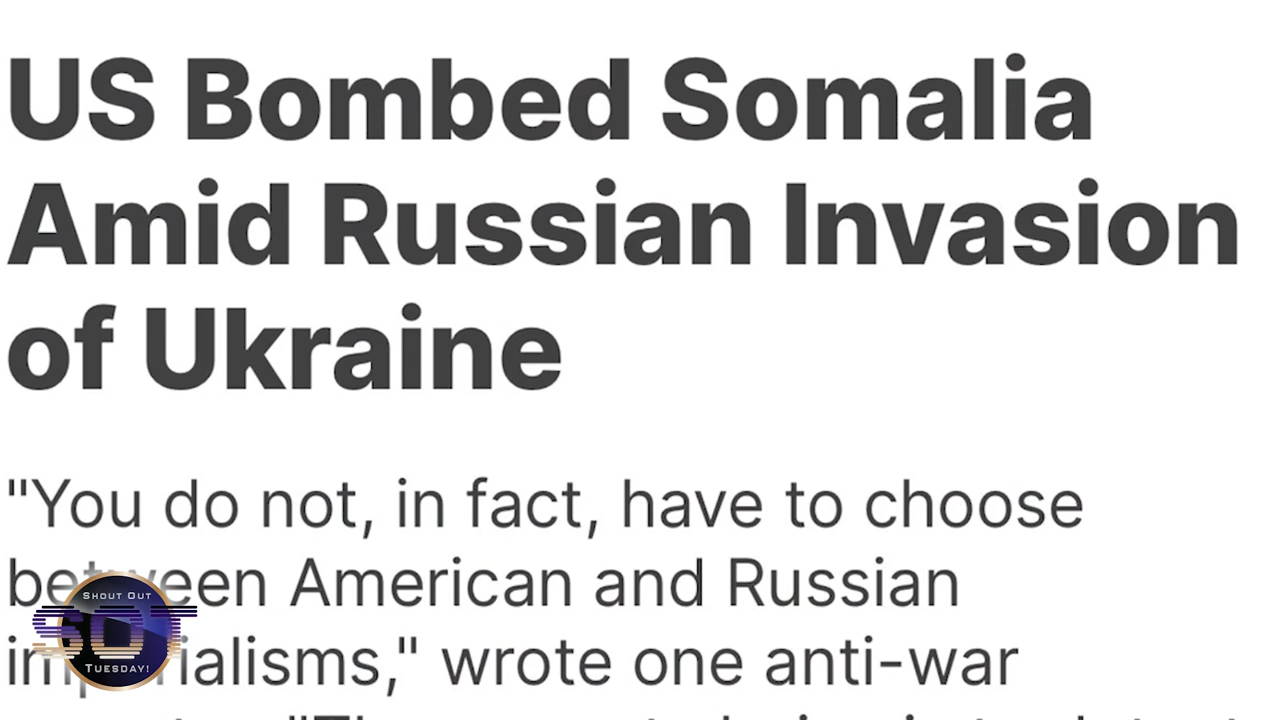 US Bombed Somalia
Amid Russian Invasion
of Ukraine
"You do not, in fact, have to choose
between American and Russian
imperialisms," wrote one anti-war
SHOUT OUT
SOT
TUESDAY!